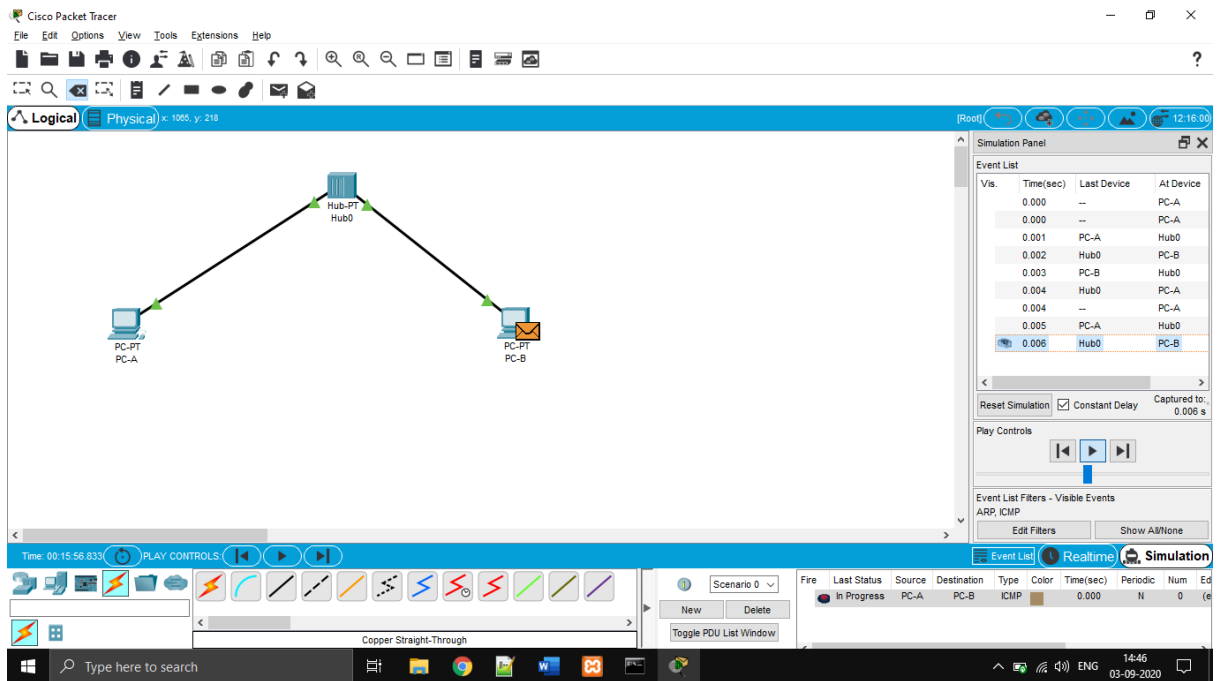 Cisco Packet Tracer
File Edit Options View Tools Extensions Help
?
Logical Physical x: 1065, y: 218 [Root] 12:16:00
Simulation Panel
Event List
Vis. Time(sec) Last Device At Device
0.000 -- PC-A
0.000 -- PC-A
0.001 PC-A Hub0
0.002 Hub0 PC-B
0.003 PC-B Hub0
0.004 Hub0 PC-A
0.004 -- PC-A
0.005 PC-A Hub0
0.006 Hub0 PC-B
Reset Simulation Constant Delay Captured to:
0.006 s
Play Controls
Event List Filters - Visible Events
ARP, ICMP
Edit Filters Show All/None
Hub-PT
Hub0
PC-PT
PC-A
PC-PT
PC-B
Time: 00:15:56.833 PLAY CONTROLS: Event List Realtime Simulation
Copper Straight-Through
Scenario 0
New Delete
Toggle PDU List Window
Fire Last Status Source Destination Type Color Time(sec) Periodic Num Ed
In Progress PC-A PC-B ICMP 0.000 N 0 (e
Type here to search
ENG
14:46
03-09-2020